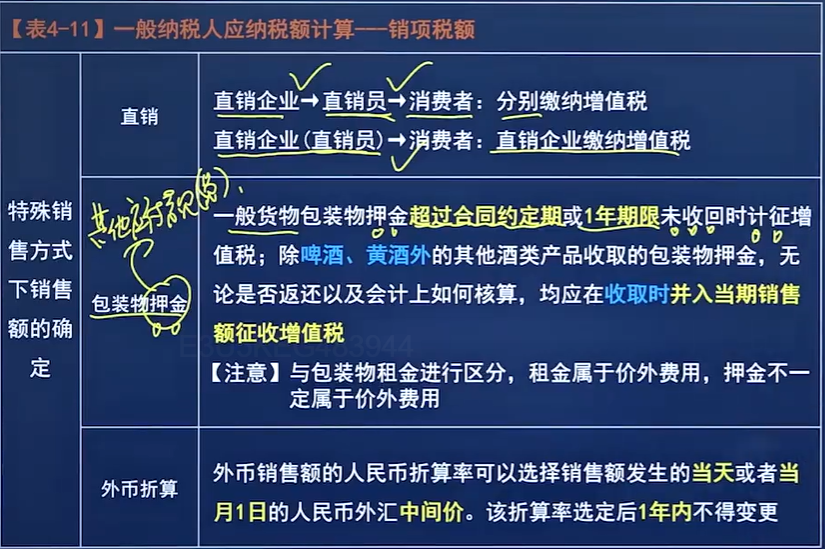 【表4-11】一般纳税人应纳税额计算---销项税额
特殊销
售方式
下销售
额的确
定
直销
直销企业→直销员→消费者：分别缴纳增值税
直销企业(直销员)→消费者：直销企业缴纳增值税
包装物押金
一般货物包装物押金超过合同约定期或1年期限未收回时计征增
值税；除啤酒、黄酒外的其他酒类产品收取的包装物押金，无
论是否返还以及会计上如何核算，均应在收取时并入当期销售
额征收增值税
【注意】与包装物租金进行区分，租金属于价外费用，押金不一
定属于价外费用
外币折算
外币销售额的人民币折算率可以选择销售额发生的当天或者当
月1日的人民币外汇中间价。该折算率选定后1年内不得变更